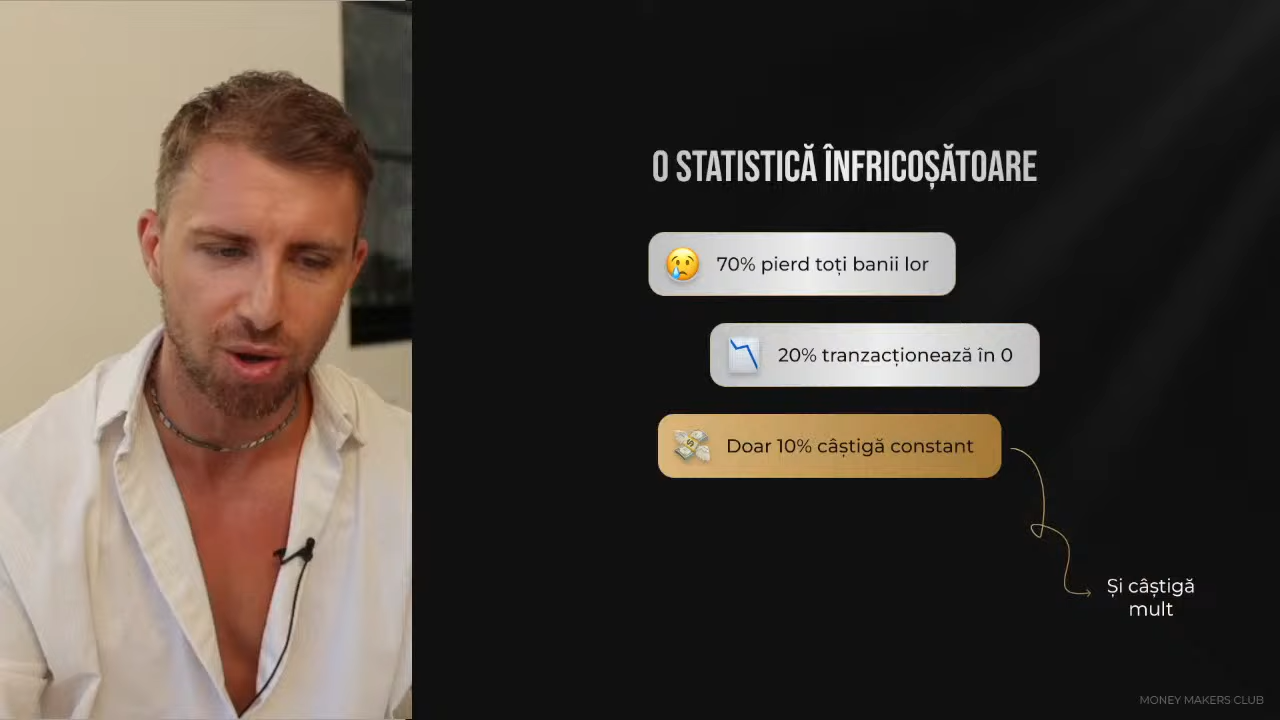 O STATISTICĂ ÎNFRICOȘĂTOARE
70% pierd toți banii lor
20% tranzacționează în 0
Doar 10% câștigă constant
Și câștigă
mult
MONEY MAKERS CLUB